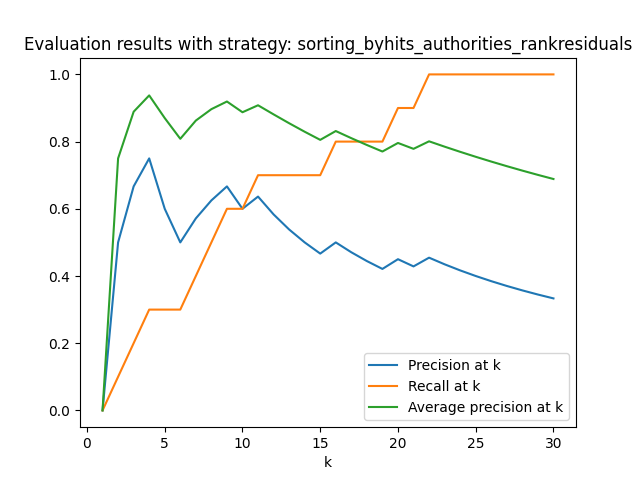 Evaluation results with strategy: sorting_byhits_authorities_rankresiduals
1.0
0.8
0.6
0.4
0.2
0.0
Precision at k
Recall at k
Average precision at k
0 5 10 15 20 25 30
k